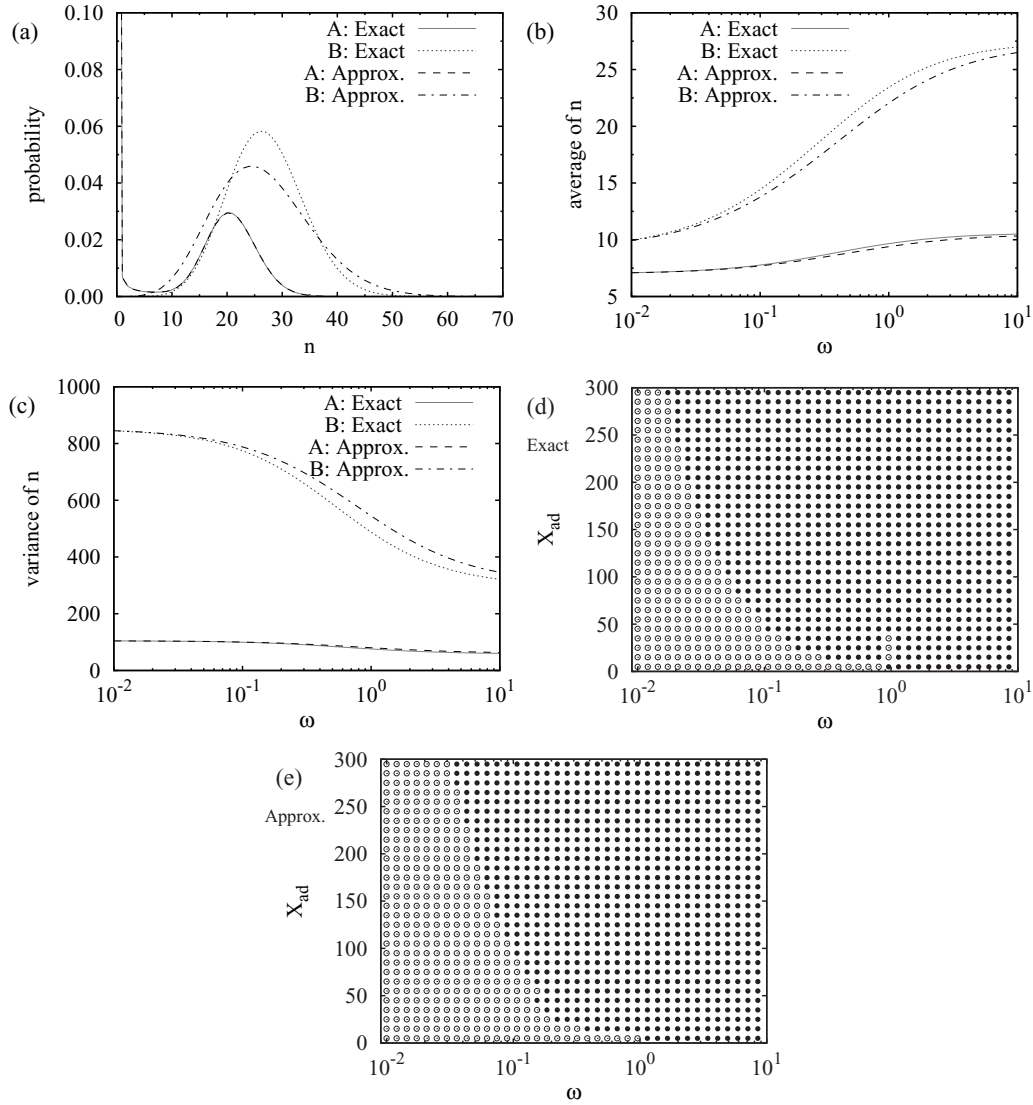 (a)
A: Exact
B: Exact
A: Approx.
B: Approx.
probability
0.10
0.08
0.06
0.04
0.02
0.00
0 10 20 30 40 50 60 70
n
(b)
A: Exact
B: Exact
A: Approx.
B: Approx.
average of n
30
25
20
15
10
5
10^-2 10^-1 10^0 10^1
ω
(c)
A: Exact
B: Exact
A: Approx.
B: Approx.
variance of n
1000
800
600
400
200
0
10^-2 10^-1 10^0 10^1
ω
(d)
Exact
X_ad
300
250
200
150
100
50
0
10^-2 10^-1 10^0 10^1
ω
(e)
Approx.
X_ad
300
250
200
150
100
50
0
10^-2 10^-1 10^0 10^1
ω